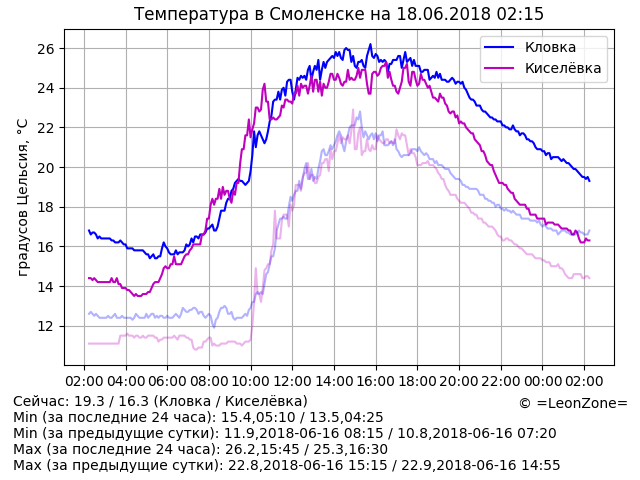 Температура в Смоленске на 18.06.2018 02:15
градусов Цельсия, °C
26
24
22
20
18
16
14
12
Кловка
Киселёвка
02:00 04:00 06:00 08:00 10:00 12:00 14:00 16:00 18:00 20:00 22:00 00:00 02:00
Сейчас: 19.3 / 16.3 (Кловка / Киселёвка)
© =LeonZone=
Min (за последние 24 часа): 15.4,05:10 / 13.5,04:25
Min (за предыдущие сутки): 11.9,2018-06-16 08:15 / 10.8,2018-06-16 07:20
Max (за последние 24 часа): 26.2,15:45 / 25.3,16:30
Max (за предыдущие сутки): 22.8,2018-06-16 15:15 / 22.9,2018-06-16 14:55